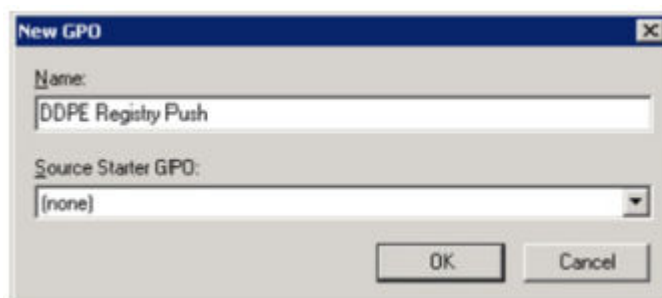 New GPO
Name:
DDPE Registry Push
Source Starter GPO:
(none)
OK
Cancel